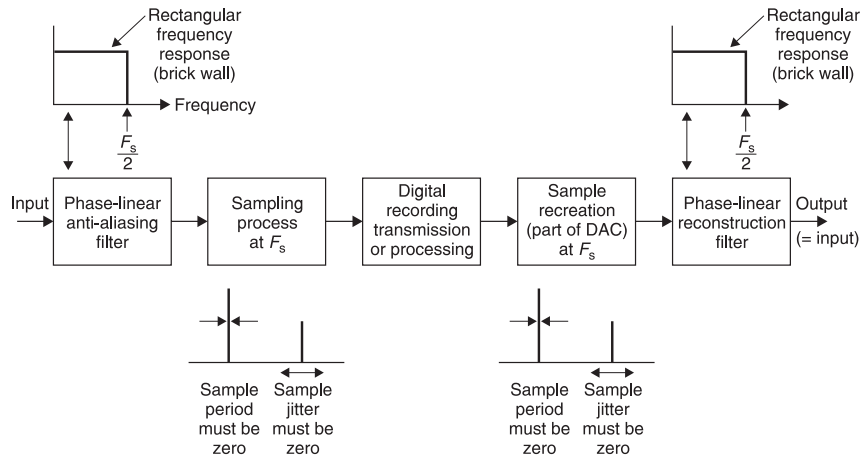 Rectangular
frequency
response
(brick wall)
Frequency
Fs
2
Rectangular
frequency
response
(brick wall)
Fs
2
Input
Phase-linear
anti-aliasing
filter
Sampling
process
at Fs
Digital
recording
transmission
or processing
Sample
recreation
(part of DAC)
at Fs
Phase-linear
reconstruction
filter
Output
(= input)
Sample
period
must be
zero
Sample
jitter
must be
zero
Sample
period
must be
zero
Sample
jitter
must be
zero